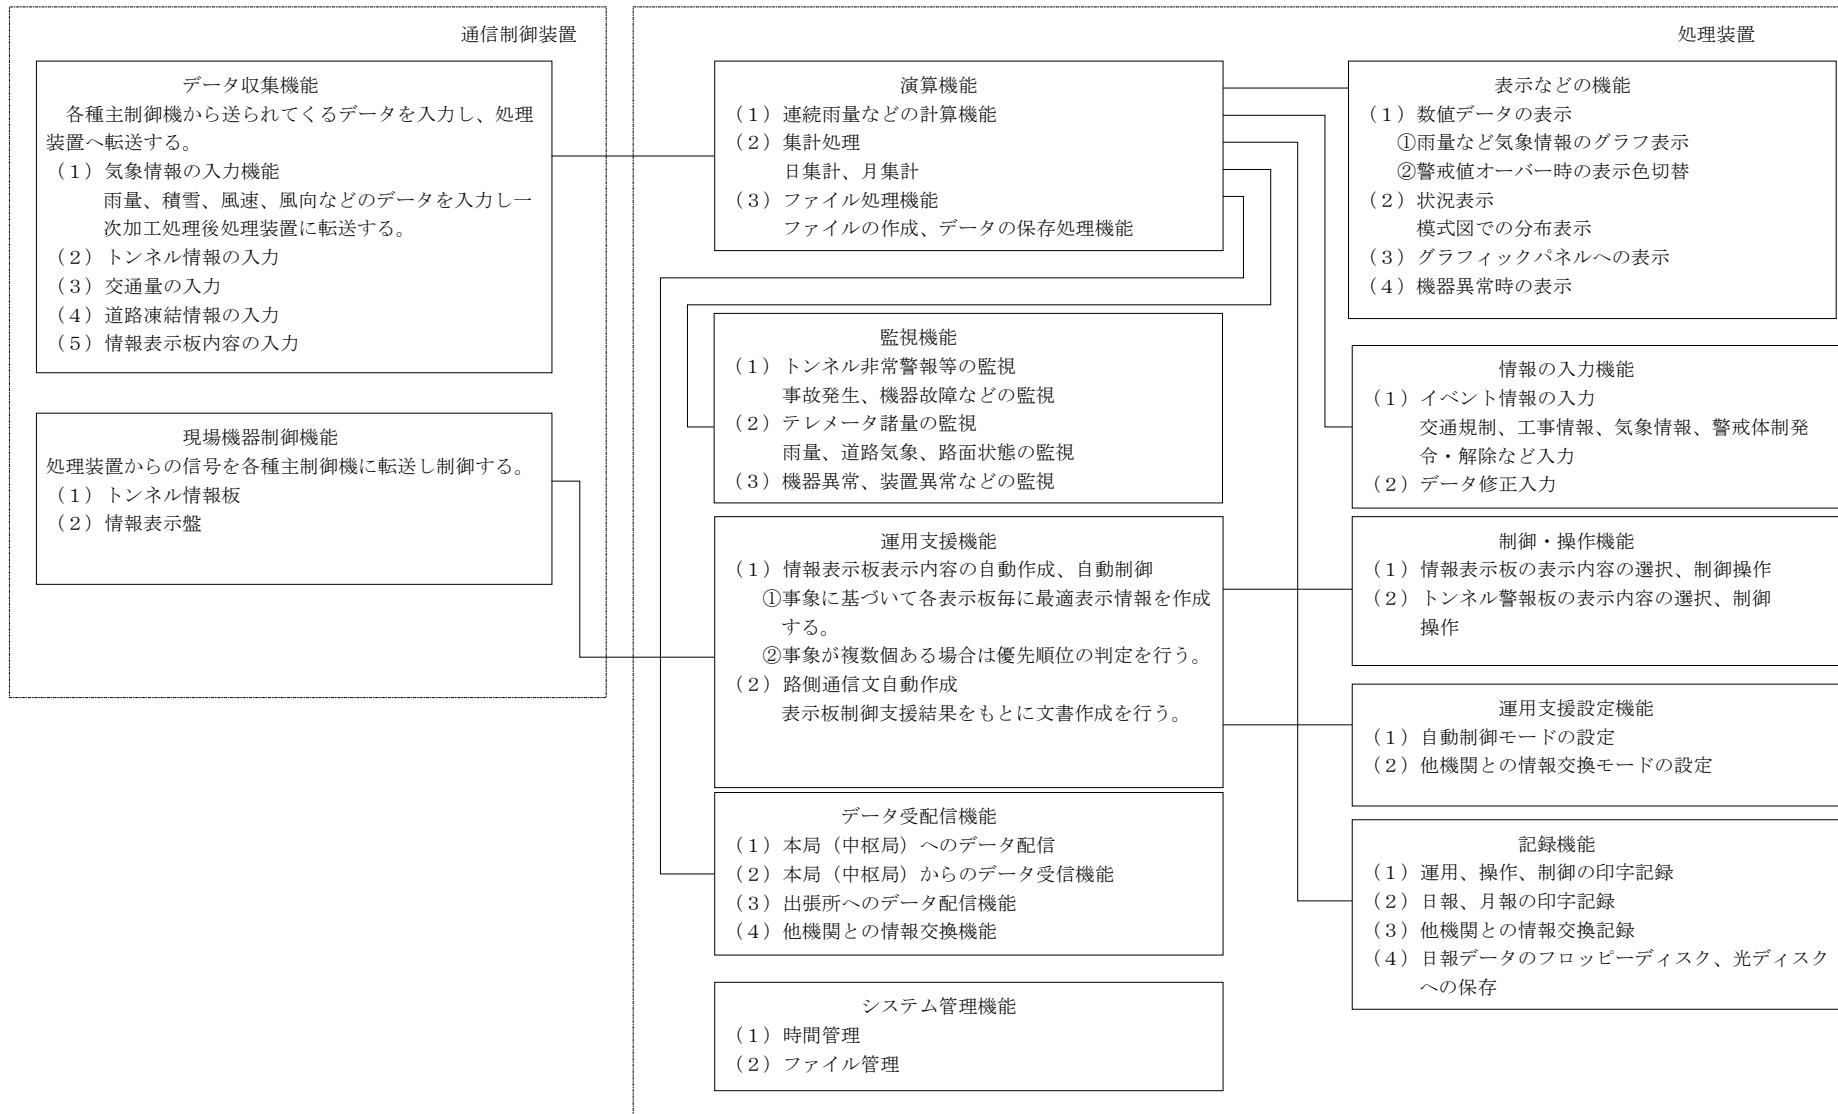 通信制御装置
データ収集機能
各種主制御機から送られてくるデータを入力し、処理
装置へ転送する。
(1)気象情報の入力機能
雨量、積雪、風速、風向などのデータを入力し一
次加工処理後処理装置に転送する。
(2)トンネル情報の入力
(3)交通量の入力
(4)道路凍結情報の入力
(5)情報表示板内容の入力
現場機器制御機能
処理装置からの信号を各種主制御機に転送し制御する。
(1)トンネル情報板
(2)情報表示盤
処理装置
演算機能
(1)連続雨量などの計算機能
(2)集計処理
日集計、月集計
(3)ファイル処理機能
ファイルの作成、データの保存処理機能
監視機能
(1)トンネル非常警報等の監視
事故発生、機器故障などの監視
(2)テレメータ諸量の監視
雨量、道路気象、路面状態の監視
(3)機器異常、装置異常などの監視
運用支援機能
(1)情報表示板表示内容の自動作成、自動制御
①事象に基づいて各表示板毎に最適表示情報を作成
する。
②事象が複数個ある場合は優先順位の判定を行う。
(2)路側通信文自動作成
表示板制御支援結果をもとに文書作成を行う。
データ受配信機能
(1)本局(中枢局)へのデータ配信
(2)本局(中枢局)からのデータ受信機能
(3)出張所へのデータ配信機能
(4)他機関との情報交換機能
システム管理機能
(1)時間管理
(2)ファイル管理
表示などの機能
(1)数値データの表示
①雨量など気象情報のグラフ表示
②警戒値オーバー時の表示色切替
(2)状況表示
模式図での分布表示
(3)グラフィックパネルへの表示
(4)機器異常時の表示
情報の入力機能
(1)イベント情報の入力
交通規制、工事情報、気象情報、警戒体制発
令・解除など入力
(2)データ修正入力
制御・操作機能
(1)情報表示板の表示内容の選択、制御操作
(2)トンネル警報板の表示内容の選択、制御
操作
運用支援設定機能
(1)自動制御モードの設定
(2)他機関との情報交換モードの設定
記録機能
(1)運用、操作、制御の印字記録
(2)日報、月報の印字記録
(3)他機関との情報交換記録
(4)日報データのフロッピーディスク、光ディスク
への保存